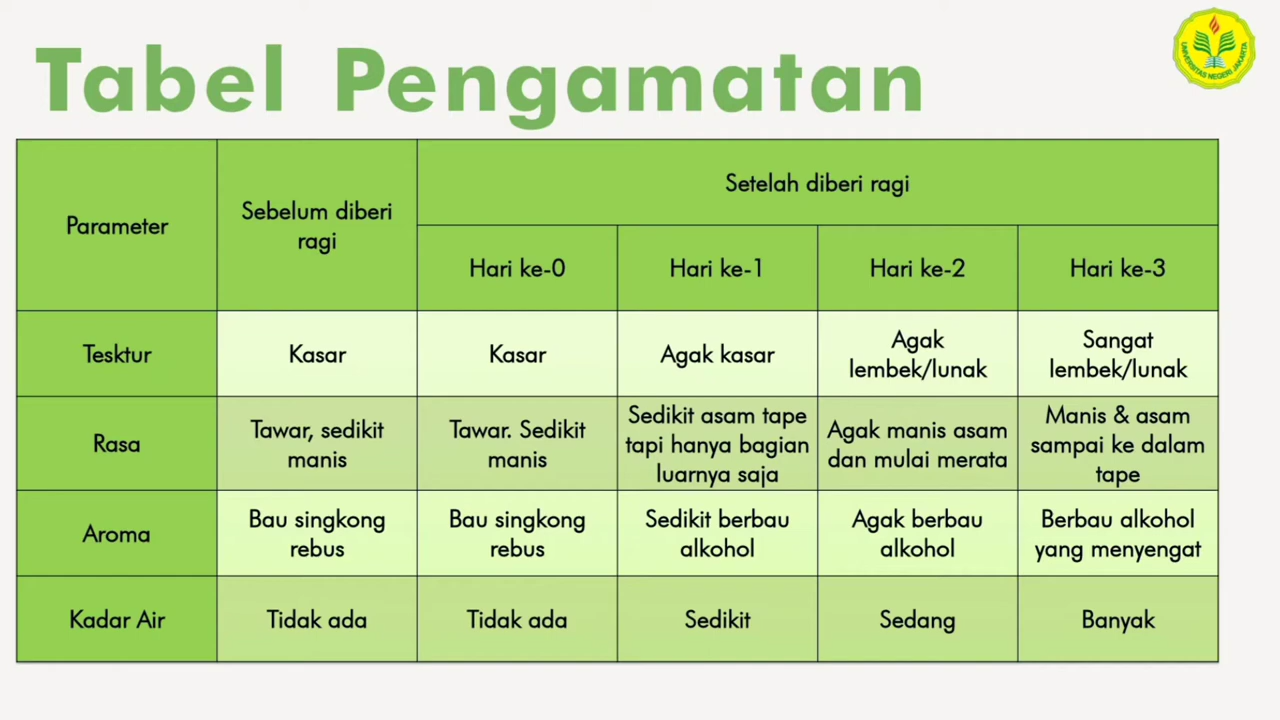 Tabel Pengamatan
UNIVERSITAS NEGERI JAKARTA
Parameter
Sebelum diberi
ragi
Setelah diberi ragi
Hari ke-0
Hari ke-1
Hari ke-2
Hari ke-3
Tesktur
Kasar
Kasar
Agak kasar
Agak
lembek/lunak
Sangat
lembek/lunak
Rasa
Tawar, sedikit
manis
Tawar. Sedikit
manis
Sedikit asam tape
tapi hanya bagian
luarnya saja
Agak manis asam
dan mulai merata
Manis & asam
sampai ke dalam
tape
Aroma
Bau singkong
rebus
Bau singkong
rebus
Sedikit berbau
alkohol
Agak berbau
alkohol
Berbau alkohol
yang menyengat
Kadar Air
Tidak ada
Tidak ada
Sedikit
Sedang
Banyak